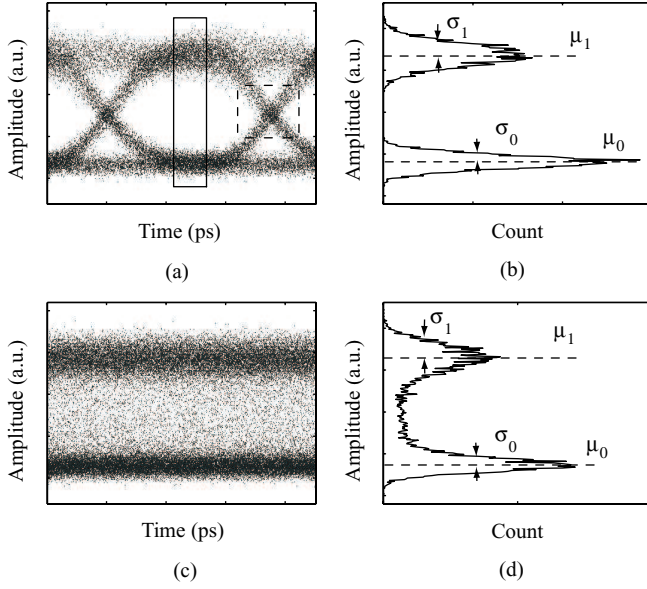 Amplitude (a.u.)
Time (ps)
(a)
Amplitude (a.u.)
σ1
μ1
σ0
μ0
Count
(b)
Amplitude (a.u.)
Time (ps)
(c)
Amplitude (a.u.)
σ1
μ1
σ0
μ0
Count
(d)